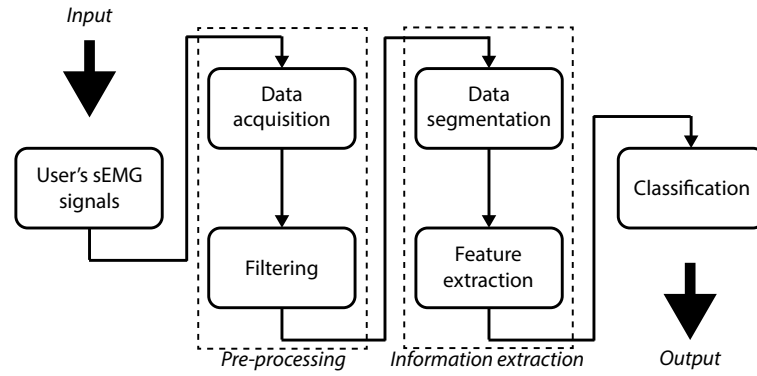 Input
User's sEMG
signals
Data
acquisition
Filtering
Pre-processing
Data
segmentation
Feature
extraction
Information extraction
Classification
Output